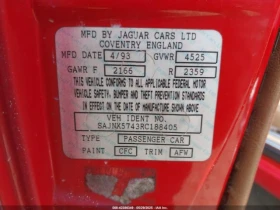 MFD BY JAGUAR CARS LTD
COVENTRY ENGLAND
MFD 4/93 GVWR 4525
GAWR F 2166 R 2359
THIS VEHICLE CONFORMS TO ALL
APPLICABLE FEDERAL MOTOR
VEHICLE SAFETY, BUMPER AND THEFT
PREVENTION STANDARDS
IN EFFECT ON THE DATE OF
MANUFACTURE SHOWN ABOVE
VEH IDENT NO.
SAJNX5743RC188405
TYPE PASSENGER CAR
PAINT CFC TRIM AFW